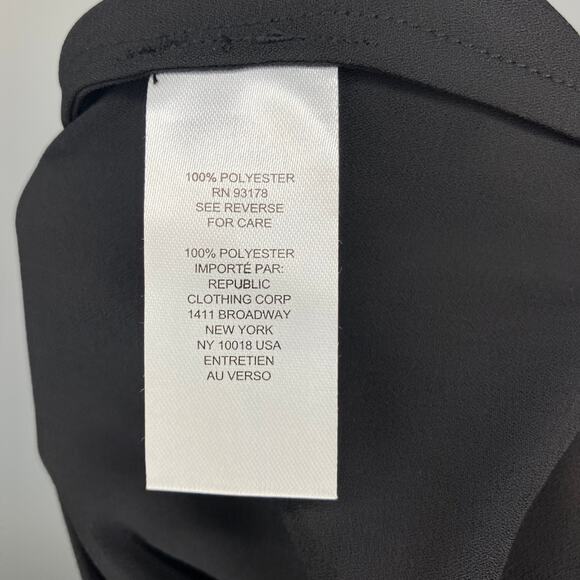 100% POLYESTER
RN 93178
SEE REVERSE
FOR CARE
100% POLYESTER
IMPORTÉ PAR:
REPUBLIC
CLOTHING CORP
1411 BROADWAY
NEW YORK
NY 10018 USA
ENTRETIEN
AU VERSO